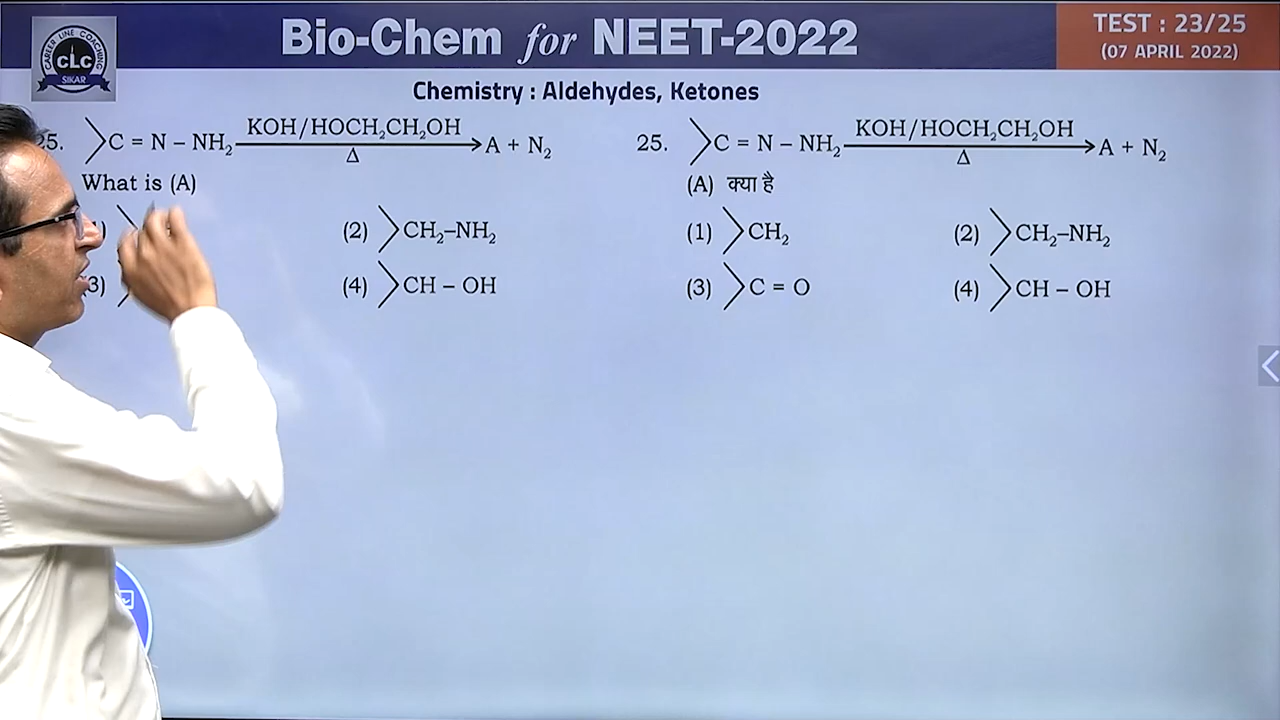 CAREER LINE COACHING
CLC
SIKAR
Bio-Chem for NEET-2022
TEST : 23/25
(07 APRIL 2022)
Chemistry : Aldehydes, Ketones
25. C = N – NH₂ KOH/HOCH₂CH₂OH Δ A + N₂
What is (A)
(2) CH₂–NH₂
(3)
(4) CH – OH
25. C = N – NH₂ KOH/HOCH₂CH₂OH Δ A + N₂
(A) क्या है
(1) CH₂
(2) CH₂–NH₂
(3) C = O
(4) CH – OH